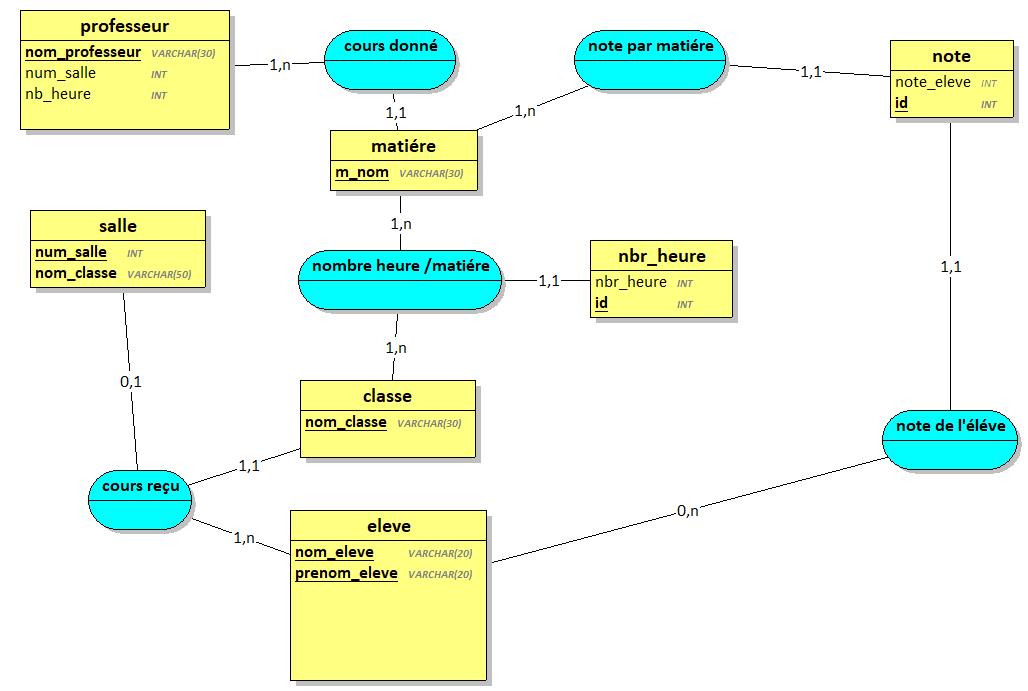 professeur
nom_professeur VARCHAR(30)
num_salle INT
nb_heure INT
1,n
cours donné
note par matiére
1,1
note
note_eleve INT
id INT
1,1
1,n
matiére
m_nom VARCHAR(30)
salle
num_salle INT
nom_classe VARCHAR(50)
1,n
nombre heure /matiére
1,1
nbr_heure
nbr_heure INT
id INT
1,1
1,n
0,1
classe
nom_classe VARCHAR(30)
note de l'éléve
1,1
cours reçu
1,n
0,n
eleve
nom_eleve VARCHAR(20)
prenom_eleve VARCHAR(20)